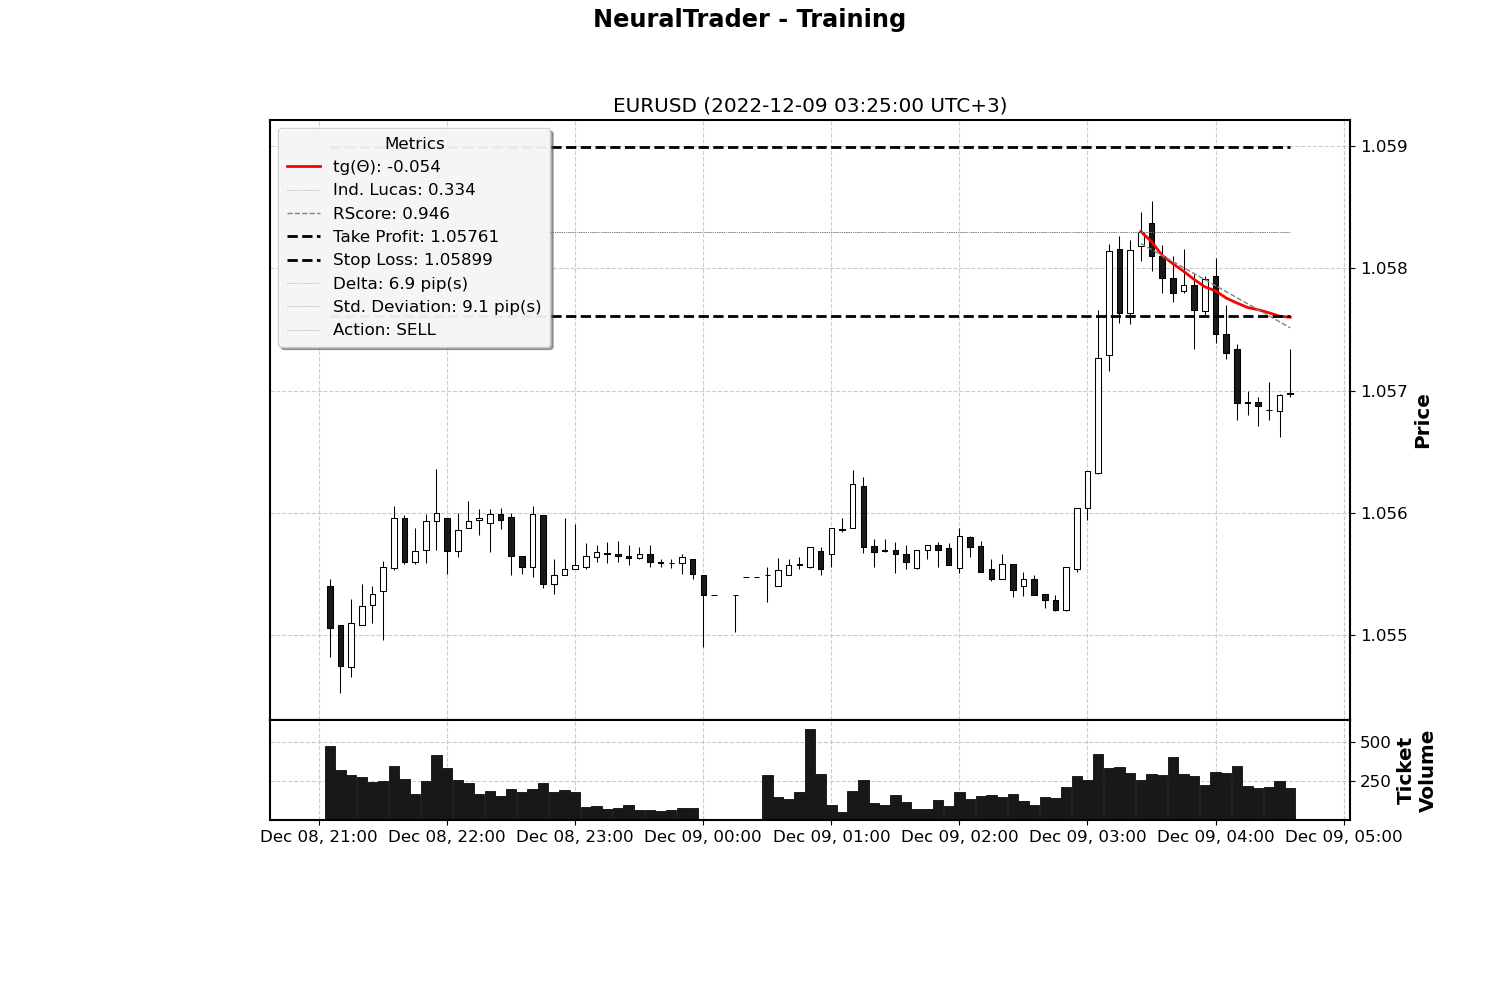 NeuralTrader - Training
EURUSD (2022-12-09 03:25:00 UTC+3)
Metrics
tg(Θ): -0.054
Ind. Lucas: 0.334
RScore: 0.946
Take Profit: 1.05761
Stop Loss: 1.05899
Delta: 6.9 pip(s)
Std. Deviation: 9.1 pip(s)
Action: SELL
1.059
1.058
1.057
1.056
1.055
Price
500
250
Ticket
Volume
Dec 08, 21:00 Dec 08, 22:00 Dec 08, 23:00 Dec 09, 00:00 Dec 09, 01:00 Dec 09, 02:00 Dec 09, 03:00 Dec 09, 04:00 Dec 09, 05:00